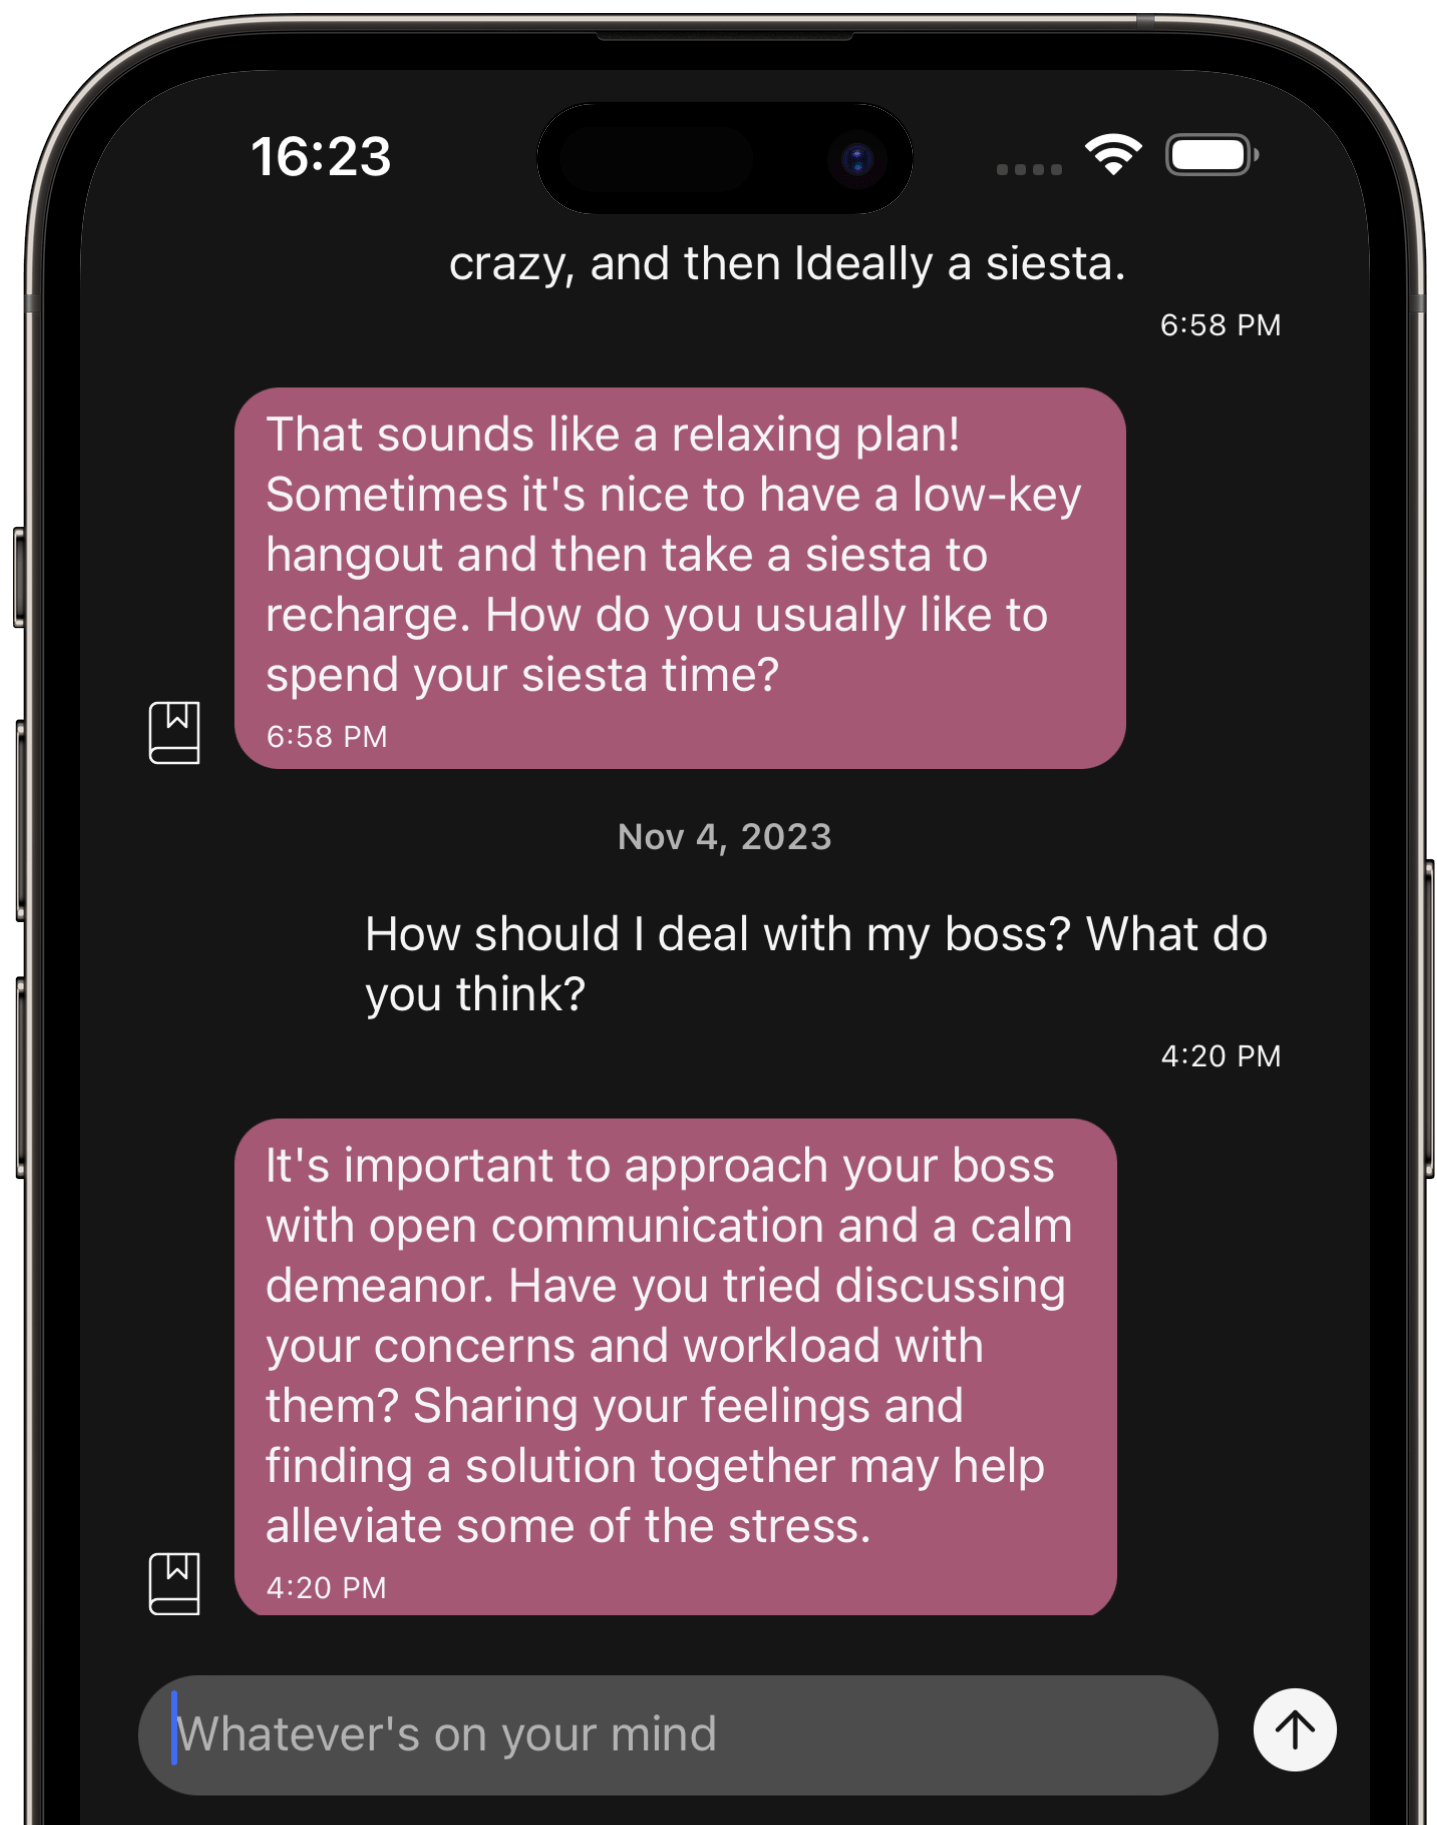 16:23
crazy, and then Ideally a siesta.
6:58 PM
That sounds like a relaxing plan!
Sometimes it's nice to have a low-key
hangout and then take a siesta to
recharge. How do you usually like to
spend your siesta time?
6:58 PM
Nov 4, 2023
How should I deal with my boss? What do
you think?
4:20 PM
It's important to approach your boss
with open communication and a calm
demeanor. Have you tried discussing
your concerns and workload with
them? Sharing your feelings and
finding a solution together may help
alleviate some of the stress.
4:20 PM
Whatever's on your mind